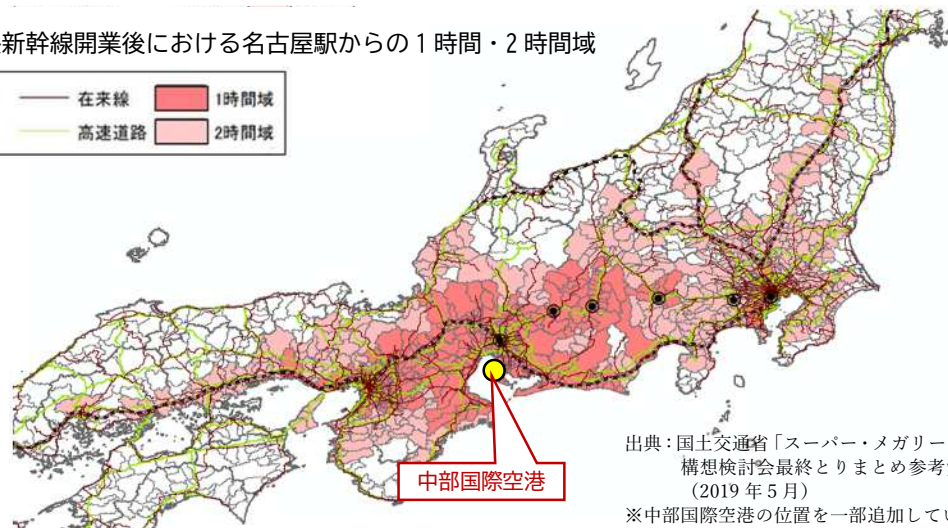 新幹線開業後における名古屋駅からの１時間・２時間域
在来線
1時間域
高速道路
2時間域
中部国際空港
出典：国土交通省「スーパー・メガリー
構想検討会最終とりまとめ参考
（2019 年 5 月）
※中部国際空港の位置を一部追加してい